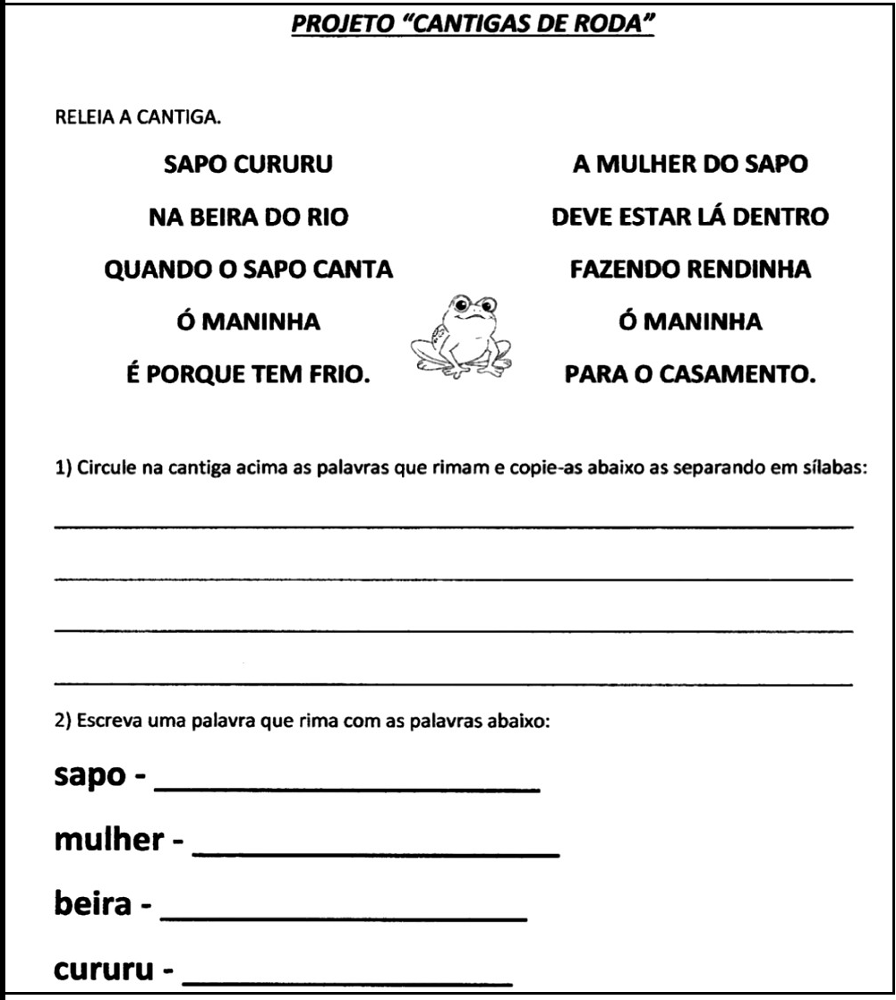 PROJETO “CANTIGAS DE RODA”
RELEIA A CANTIGA.
SAPO CURURU
NA BEIRA DO RIO
QUANDO O SAPO CANTA
Ó MANINHA
É PORQUE TEM FRIO.
A MULHER DO SAPO
DEVE ESTAR LÁ DENTRO
FAZENDO RENDINHA
Ó MANINHA
PARA O CASAMENTO.
1) Circule na cantiga acima as palavras que rimam e copie-as abaixo as separando em sílabas:
2) Escreva uma palavra que rima com as palavras abaixo:
sapo -
mulher -
beira -
cururu -